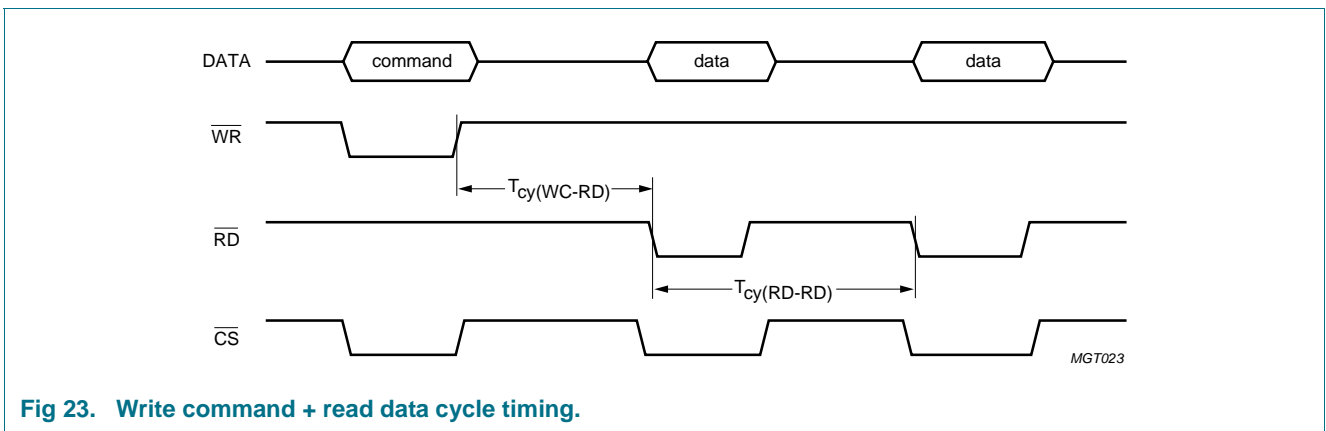 DATA command data data
WR
Tcy(WC-RD)
RD
Tcy(RD-RD)
CS
MGT023
Fig 23. Write command + read data cycle timing.